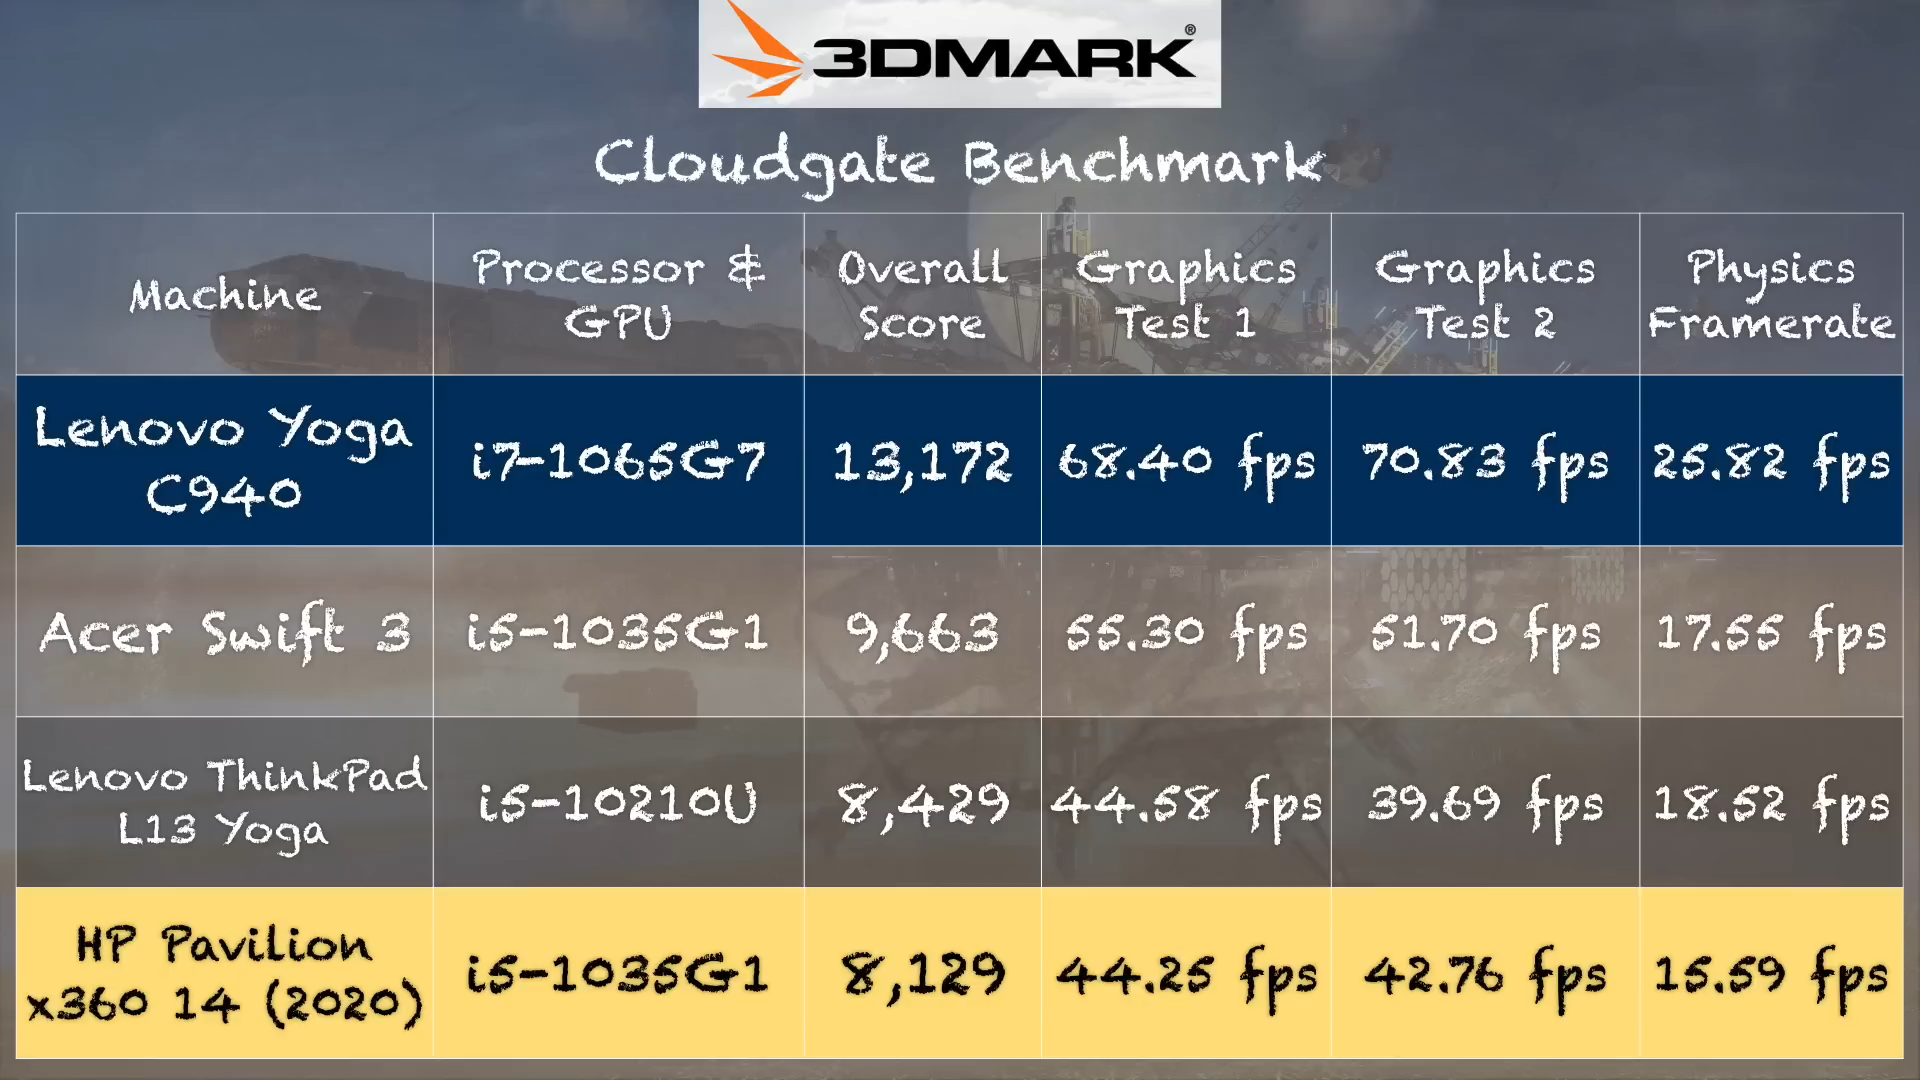 3DMARK®
Cloudgate Benchmark
Machine
Processor &
GPU
Overall
Score
Graphics
Test 1
Graphics
Test 2
Physics
Framerate
Lenovo Yoga
C940
i7-1065G7
13,172
68.40 fps
70.83 fps
25.82 fps
Acer Swift 3
i5-1035G1
9,663
55.30 fps
51.70 fps
17.55 fps
Lenovo ThinkPad
L13 Yoga
i5-10210U
8,429
44.58 fps
39.69 fps
18.52 fps
HP Pavilion
x360 14 (2020)
i5-1035G1
8,129
44.25 fps
42.76 fps
15.59 fps